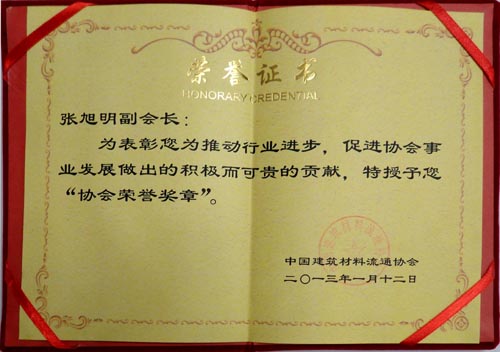 荣誉证书
HONORARY CREDENTIAL
张旭明副会长：
为表彰您为推动行业进步，促进协会事
业发展做出的积极而可贵的贡献，特授予您
“协会荣誉奖章”。
中国建筑材料流通协会
二〇一三年一月十二日